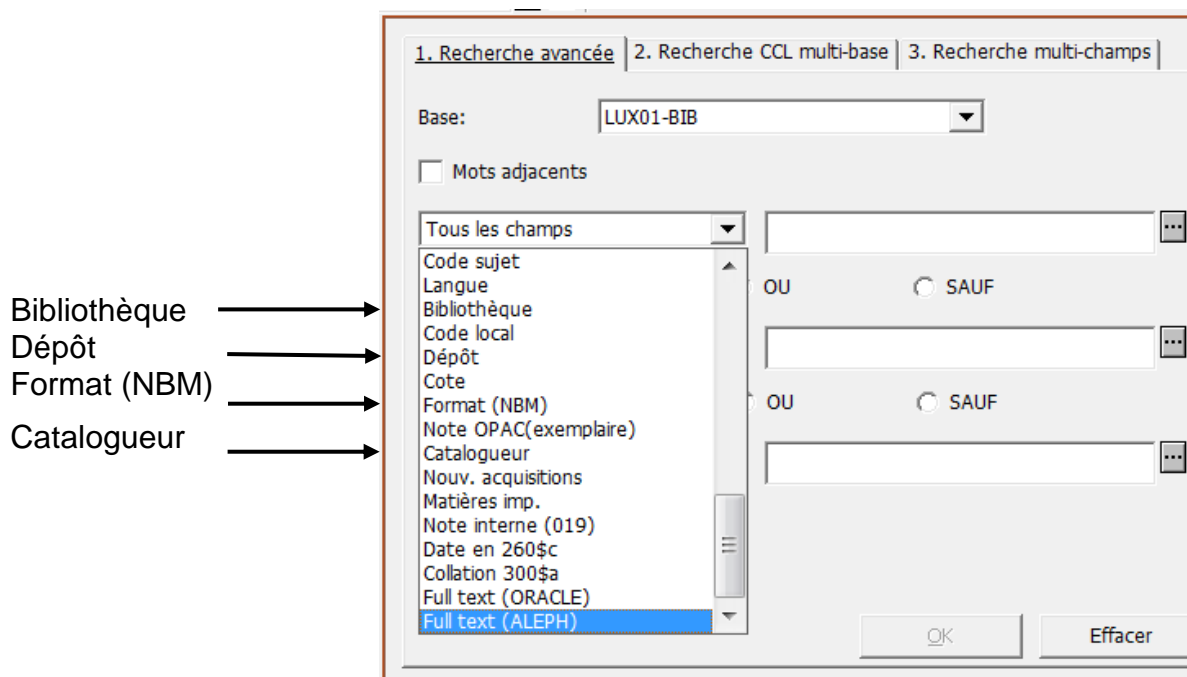 1. Recherche avancée 2. Recherche CCL multi-base 3. Recherche multi-champs
Base: LUX01-BIB
Mots adjacents
Tous les champs
Code sujet
Langue
Bibliothèque
Code local
Dépôt
Cote
Format (NBM)
Note OPAC(exemplaire)
Catalogueur
Nouv. acquisitions
Matières imp.
Note interne (019)
Date en 260$c
Collation 300$a
Full text (ORACLE)
Full text (ALEPH)
OU SAUF
OU SAUF
OK Effacer
Bibliothèque
Dépôt
Format (NBM)
Catalogueur